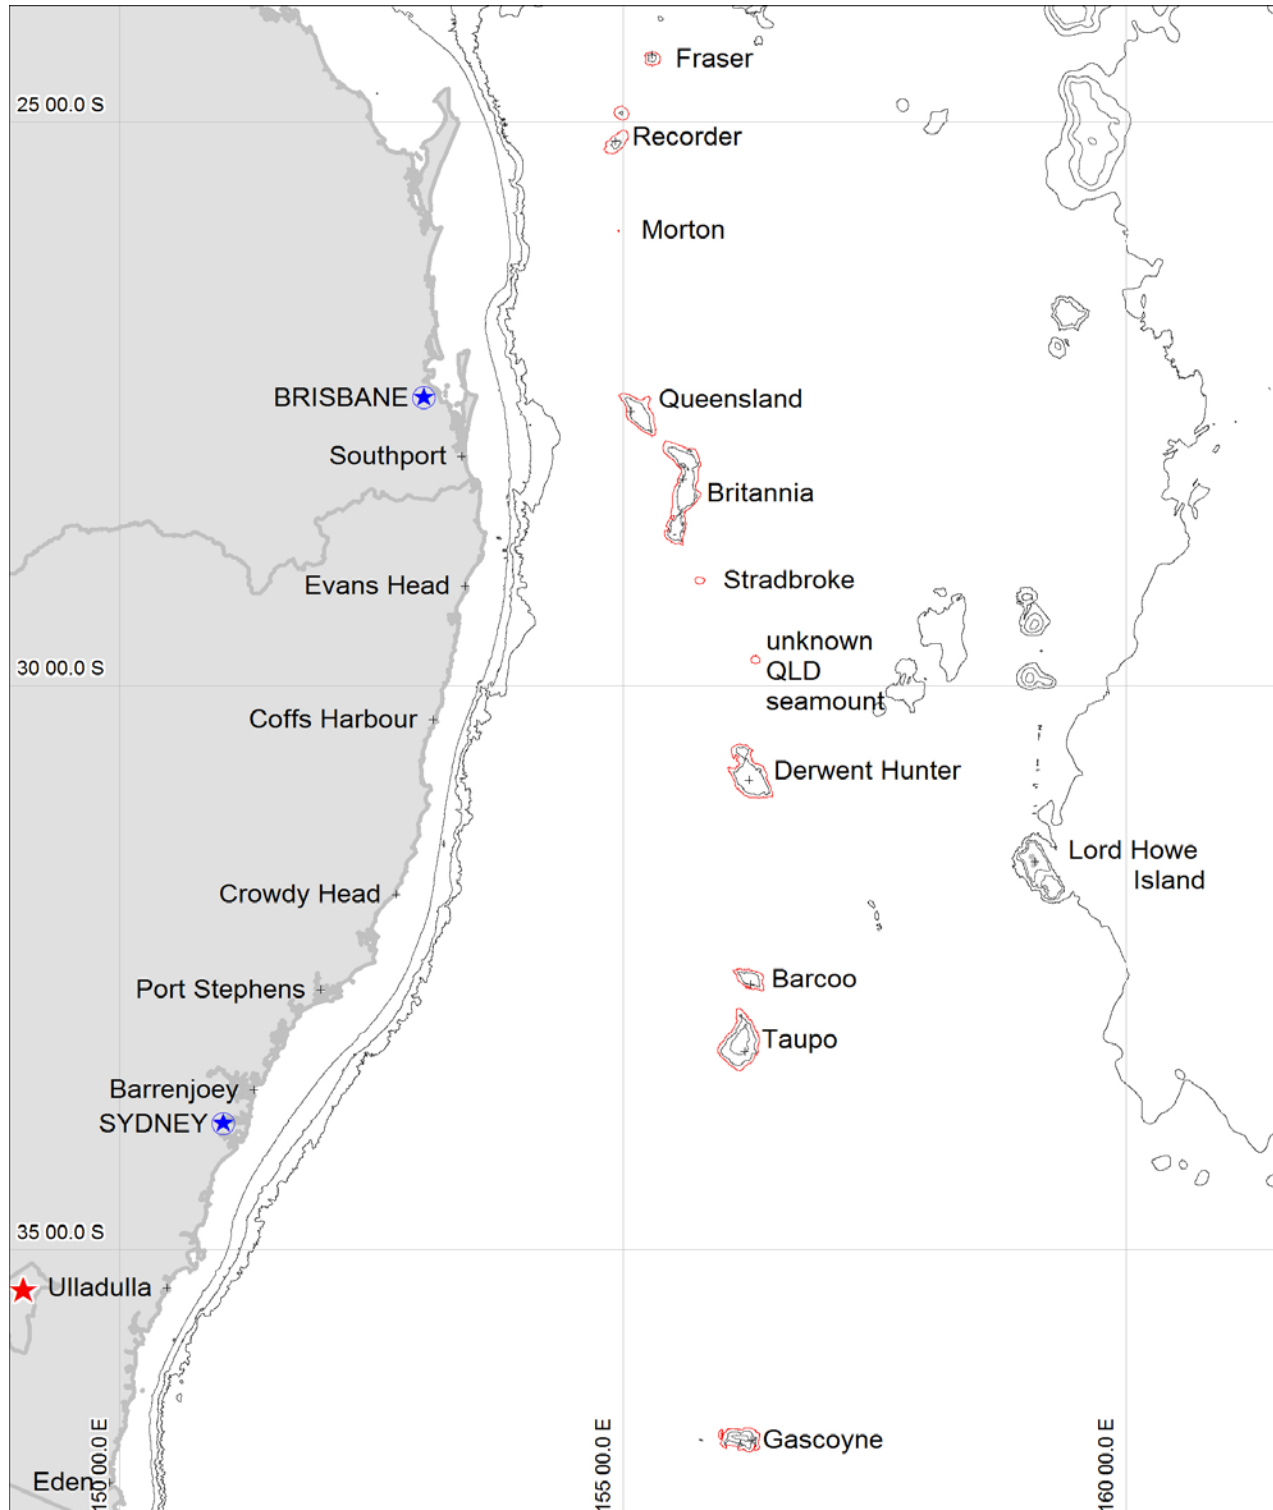 Fraser
25 00.0 S
Recorder
Morton
BRISBANE
Queensland
Southport
Britannia
Evans Head
Stradbroke
unknown
QLD
seamount
30 00.0 S
Coffs Harbour
Derwent Hunter
Lord Howe
Island
Crowdy Head
Barcoo
Port Stephens
Taupo
Barrenjoey
SYDNEY
35 00.0 S
Ulladulla
Gascoyne
Eden
150 00.0 E
155 00.0 E
160 00.0 E